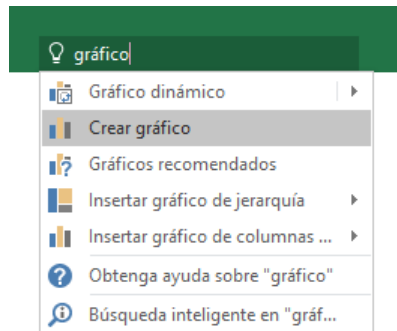 gráfico
Gráfico dinámico
Crear gráfico
Gráficos recomendados
Insertar gráfico de jerarquía
Insertar gráfico de columnas ...
Obtenga ayuda sobre "gráfico"
Búsqueda inteligente en "gráf...